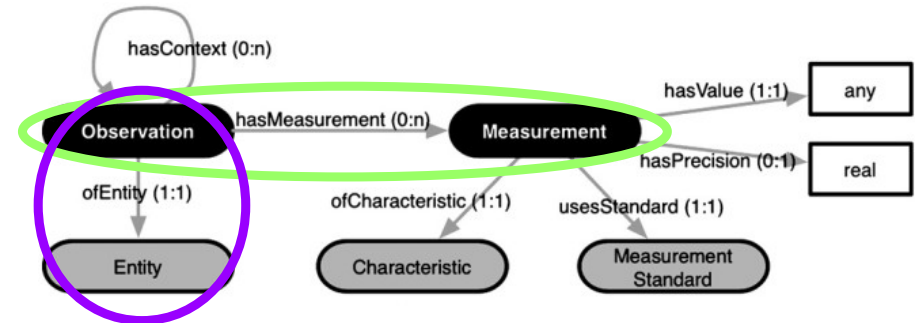 hasContext (0:n)
hasValue (1:1)
any
Observation
hasMeasurement (0:n)
Measurement
hasPrecision (0:1)
real
ofEntity (1:1)
ofCharacteristic (1:1)
usesStandard (1:1)
Entity
Characteristic
Measurement
Standard